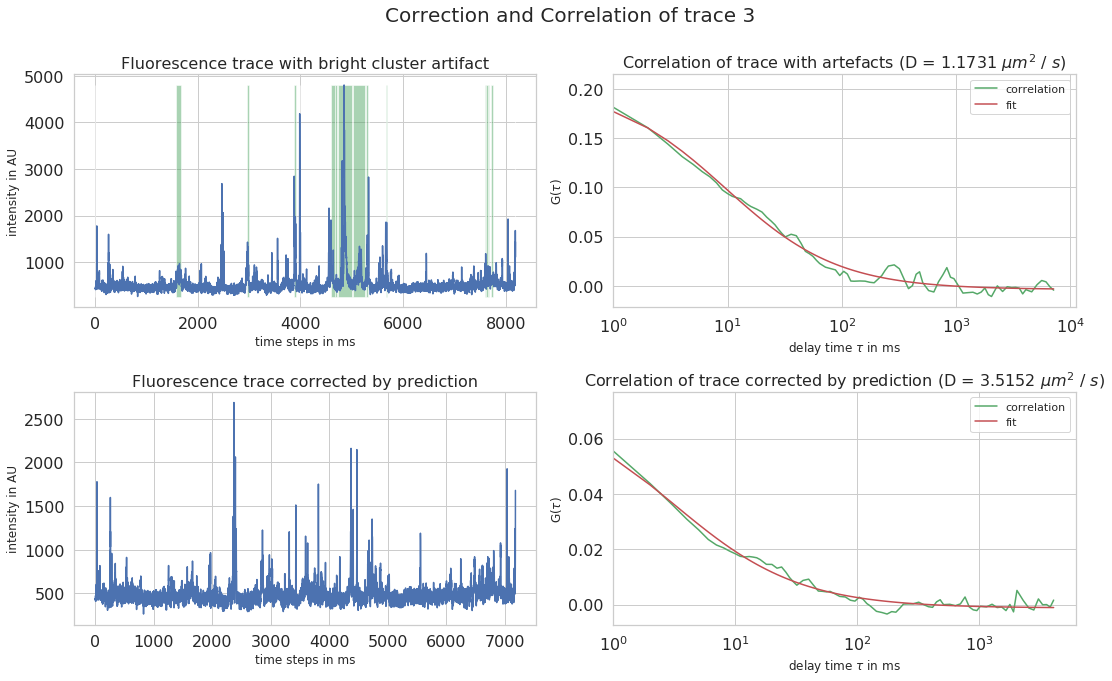 Correction and Correlation of trace 3
Fluorescence trace with bright cluster artifact
5000
4000
3000
2000
1000
intensity in AU
0 2000 4000 6000 8000
time steps in ms
Correlation of trace with artefacts (D = 1.1731 μm² / s)
correlation
fit
0.20
0.15
0.10
0.05
0.00
G(τ)
10⁰ 10¹ 10² 10³ 10⁴
delay time τ in ms
Fluorescence trace corrected by prediction
2500
2000
1500
1000
500
intensity in AU
0 1000 2000 3000 4000 5000 6000 7000
time steps in ms
Correlation of trace corrected by prediction (D = 3.5152 μm² / s)
correlation
fit
0.06
0.04
0.02
0.00
G(τ)
10⁰ 10¹ 10² 10³
delay time τ in ms